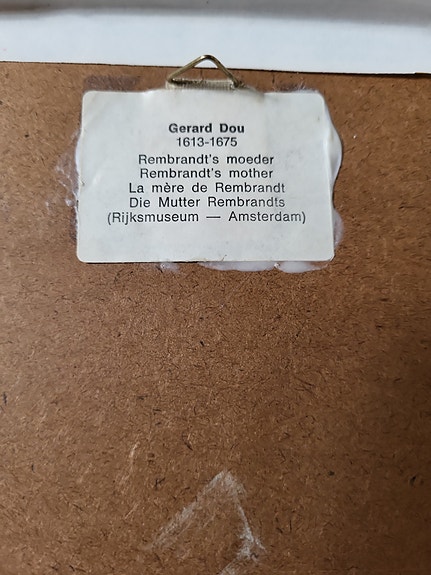 Gerard Dou
1613-1675
Rembrandt's moeder
Rembrandt's mother
La mère de Rembrandt
Die Mutter Rembrandts
(Rijksmuseum — Amsterdam)